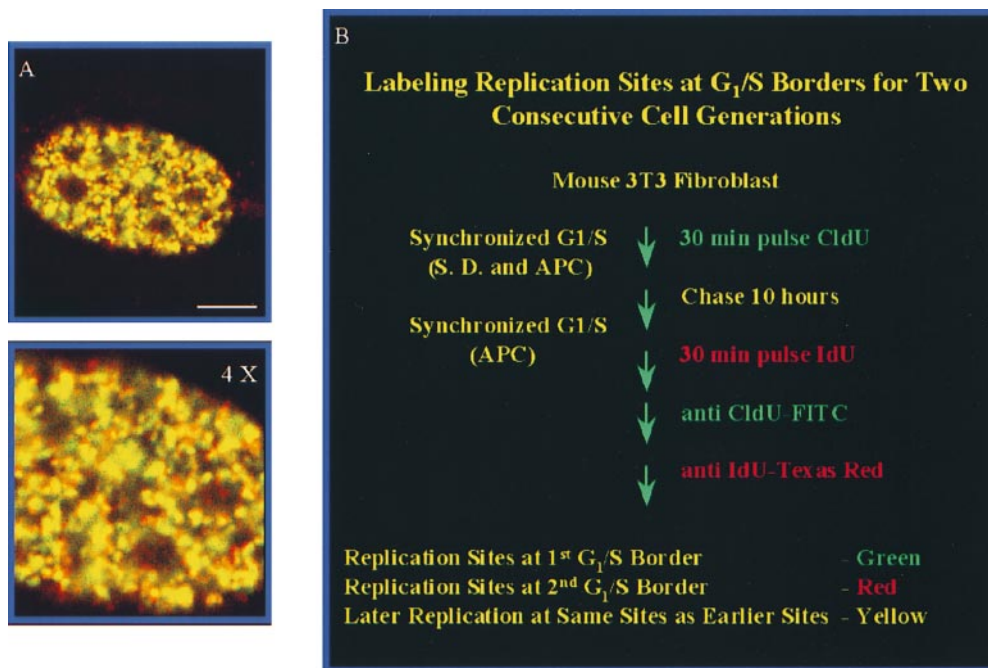 A
4 X
B
Labeling Replication Sites at G₁/S Borders for Two
Consecutive Cell Generations
Mouse 3T3 Fibroblast
Synchronized G1/S
(S. D. and APC)
30 min pulse CldU
Chase 10 hours
Synchronized G1/S
(APC)
30 min pulse IdU
anti CldU-FITC
anti IdU-Texas Red
Replication Sites at 1ˢᵗ G₁/S Border - Green
Replication Sites at 2ⁿᵈ G₁/S Border - Red
Later Replication at Same Sites as Earlier Sites - Yellow